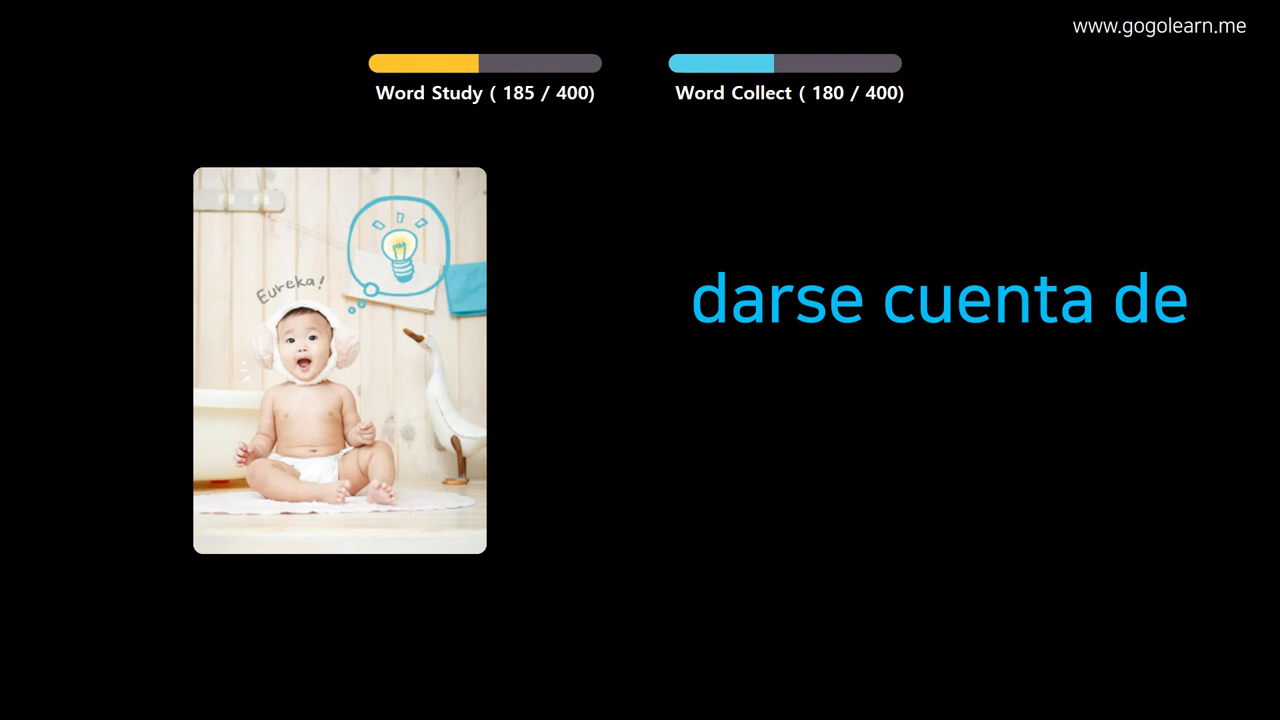 www.gogolearn.me
Word Study ( 185 / 400)
Word Collect ( 180 / 400)
Eureka!
darse cuenta de